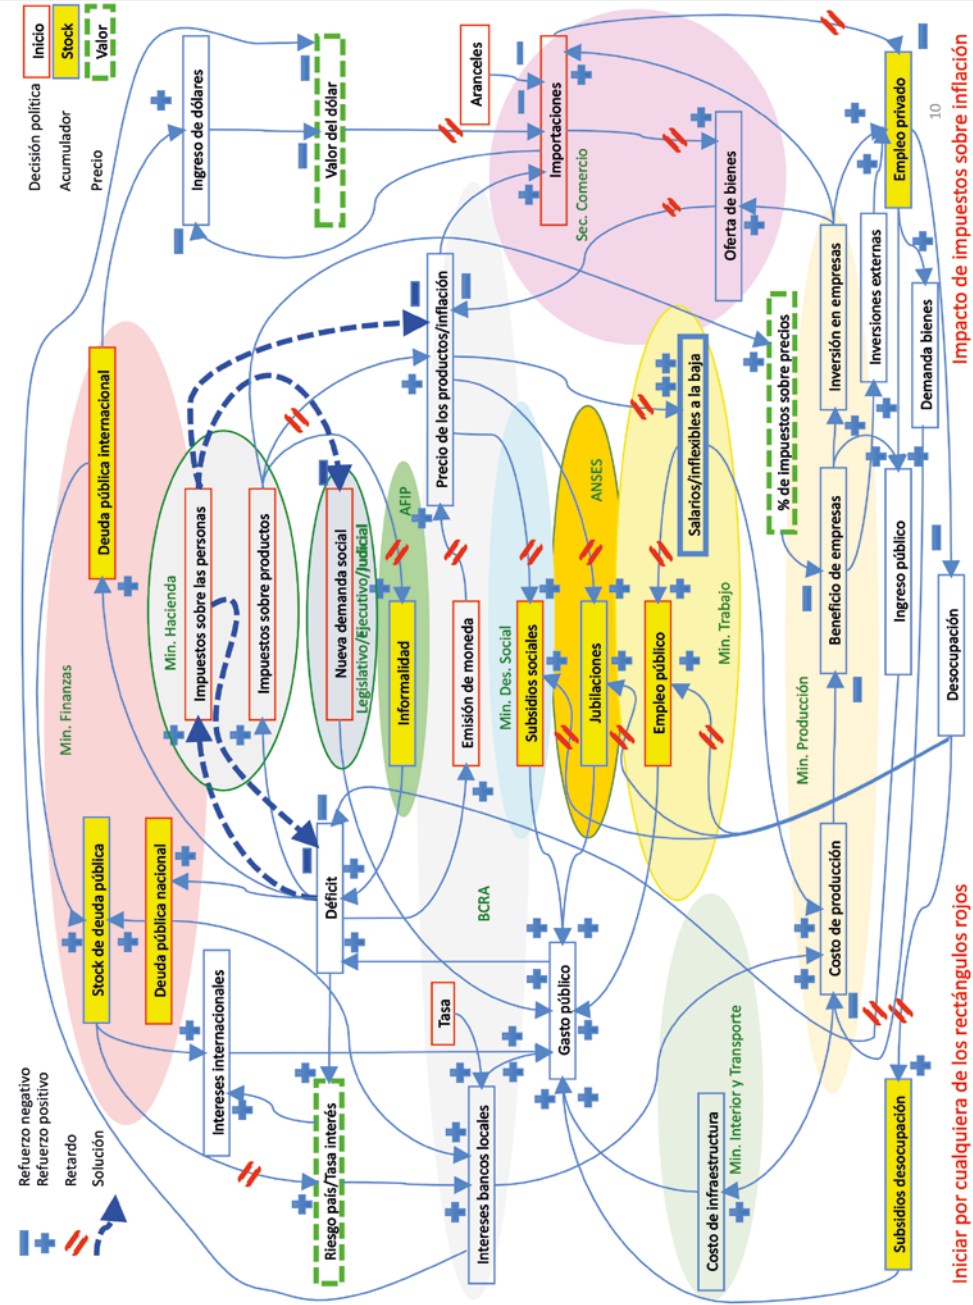 Refuerzo negativo
Refuerzo positivo
Retardo
Solución
Decisión política
Inicio
Acumulador
Stock
Precio
Valor
Min. Finanzas
Stock de deuda pública
Deuda pública internacional
Deuda pública nacional
Ingreso de dólares
Intereses internacionales
Min. Hacienda
Impuestos sobre las personas
Impuestos sobre productos
Valor del dólar
Riesgo país/Tasa interés
Déficit
Nueva demanda social
Legislativo/Ejecutivo/Judicial
Informalidad
AFIP
Tasa
BCRA
Emisión de moneda
Precio de los productos/inflación
Aranceles
Intereses bancos locales
Gasto público
Min. Des. Social
Subsidios sociales
Importaciones
Sec. Comercio
Jubilaciones
ANSES
Empleo público
Salarios/inflexibles a la baja
Min. Trabajo
Oferta de bienes
Costo de infraestructura
Min. Interior y Transporte
% de impuestos sobre precios
Min. Producción
Costo de producción
Beneficio de empresas
Inversión en empresas
Inversiones externas
Ingreso público
Empleo privado
Subsidios desocupación
Demanda bienes
Desocupación
10
Iniciar por cualquiera de los rectángulos rojos
Impacto de impuestos sobre inflación